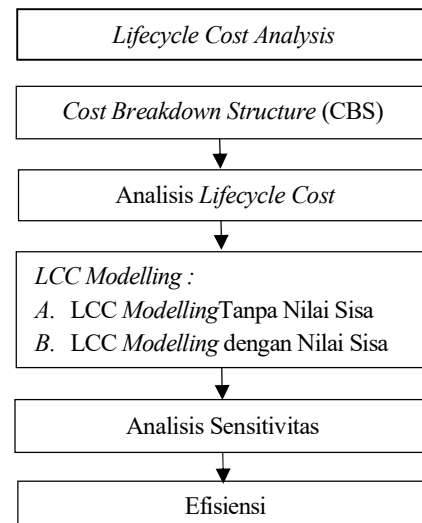 Lifecycle Cost Analysis
Cost Breakdown Structure (CBS)
Analisis Lifecycle Cost
LCC Modelling :
A. LCC ModellingTanpa Nilai Sisa
B. LCC Modelling dengan Nilai Sisa
Analisis Sensitivitas
Efisiensi